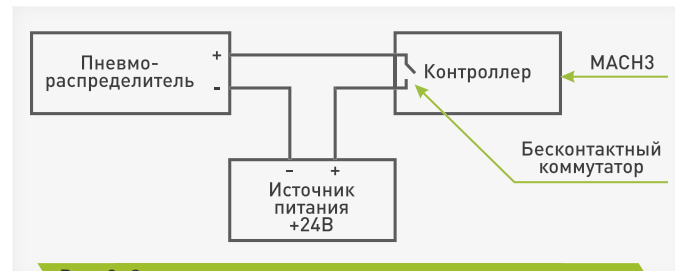 Пневмо-
распределитель
+
-
Контроллер
MACH3
Бесконтактный
коммутатор
- +
Источник
питания
+24В